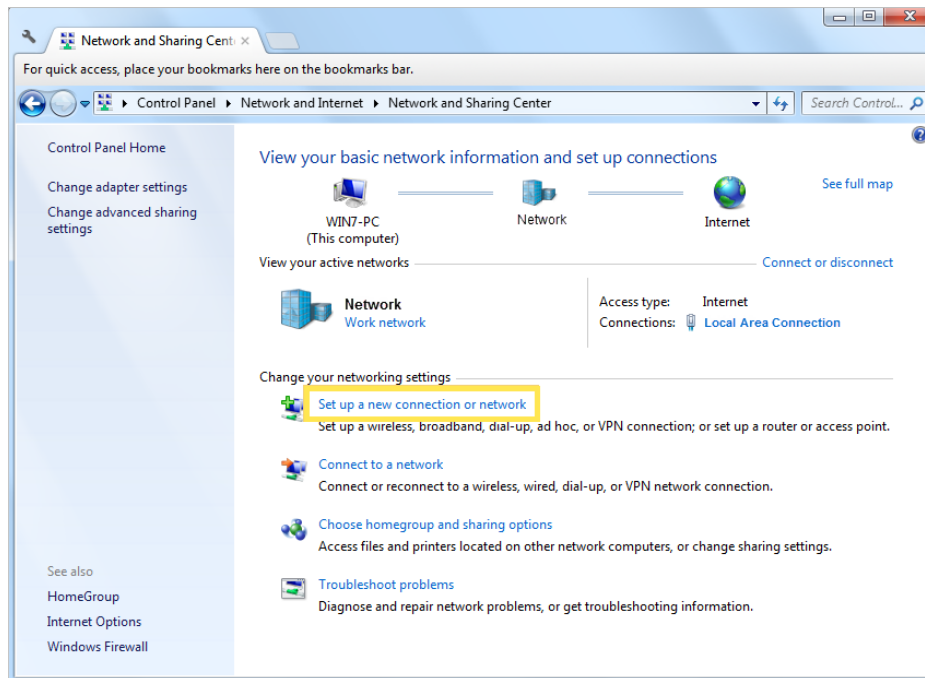 Network and Sharing Cent
For quick access, place your bookmarks here on the bookmarks bar.
Control Panel Network and Internet Network and Sharing Center
Search Control...
Control Panel Home
Change adapter settings
Change advanced sharing
settings
View your basic network information and set up connections
See full map
WIN7-PC
(This computer)
Network
Internet
View your active networks
Connect or disconnect
Network
Work network
Access type: Internet
Connections: Local Area Connection
Change your networking settings
Set up a new connection or network
Set up a wireless, broadband, dial-up, ad hoc, or VPN connection; or set up a router or access point.
Connect to a network
Connect or reconnect to a wireless, wired, dial-up, or VPN network connection.
Choose homegroup and sharing options
Access files and printers located on other network computers, or change sharing settings.
Troubleshoot problems
Diagnose and repair network problems, or get troubleshooting information.
See also
HomeGroup
Internet Options
Windows Firewall